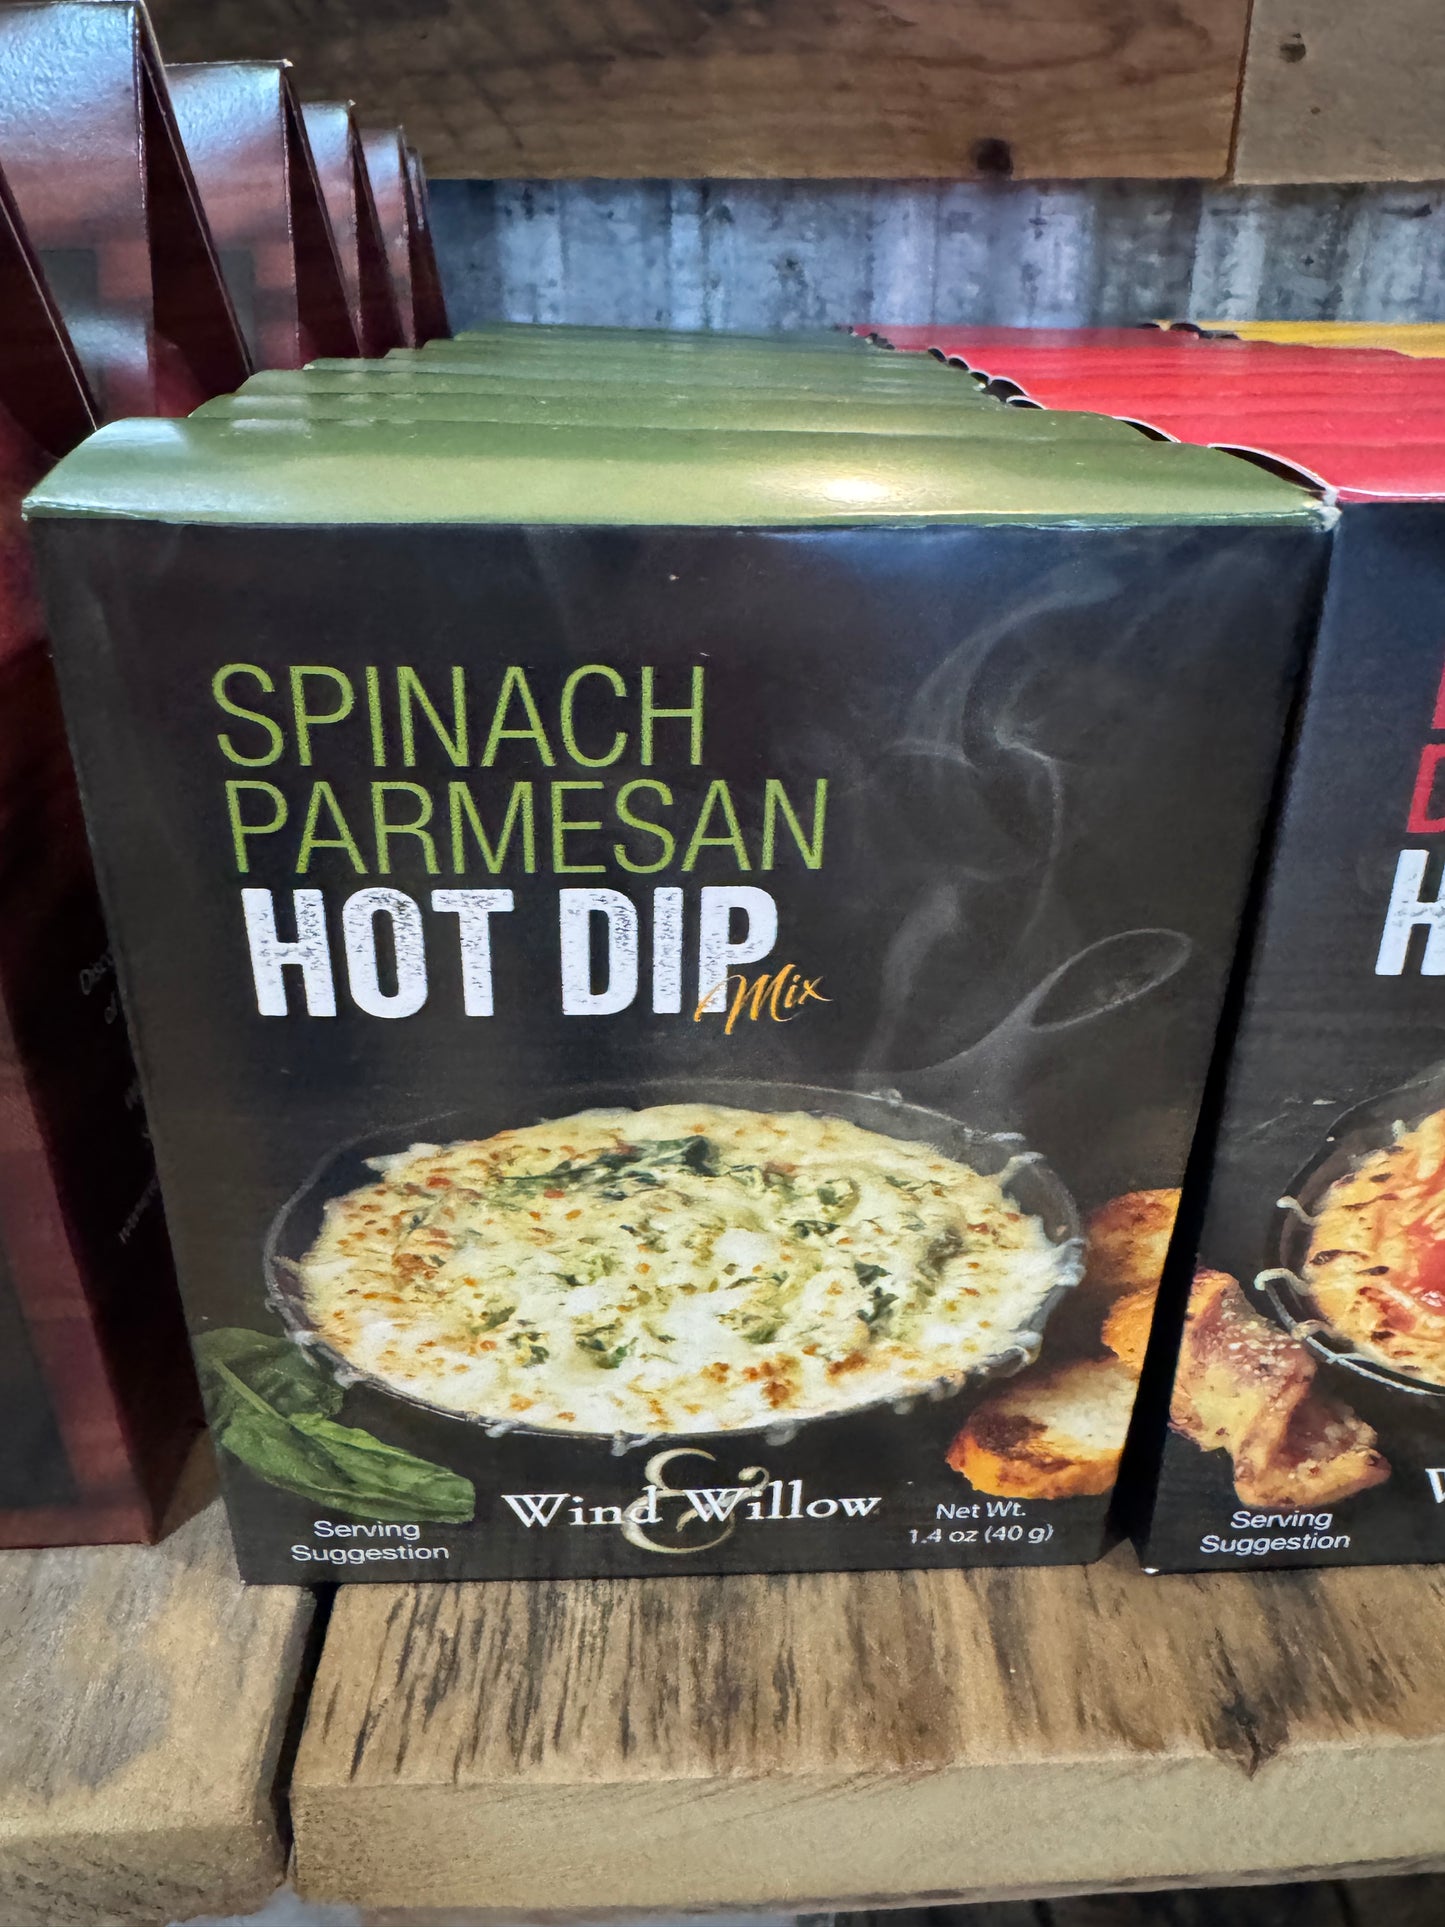 SPINACH
PARMESAN
HOT DIP
Mix
Wind & Willow
Serving
Suggestion
Net Wt.
1.4 oz (40 g)
Serving
Suggestion